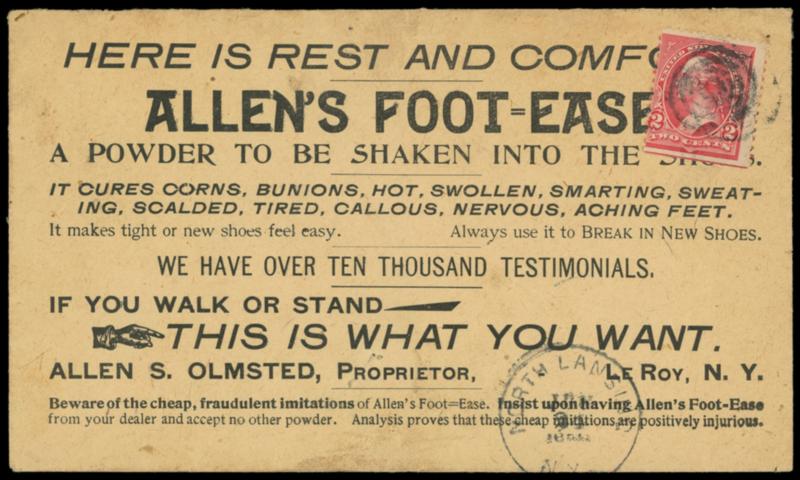 HERE IS REST AND COMFO
ALLEN'S FOOT=EASE
A POWDER TO BE SHAKEN INTO THE SHOES.
IT CURES CORNS, BUNIONS, HOT, SWOLLEN, SMARTING, SWEAT-
ING, SCALDED, TIRED, CALLOUS, NERVOUS, ACHING FEET.
It makes tight or new shoes feel easy. Always use it to BREAK IN NEW SHOES.
WE HAVE OVER TEN THOUSAND TESTIMONIALS.
IF YOU WALK OR STAND
THIS IS WHAT YOU WANT.
ALLEN S. OLMSTED, PROPRIETOR, LE ROY, N. Y.
Beware of the cheap, fraudulent imitations of Allen's Foot=Ease. Insist upon having Allen's Foot-Ease
from your dealer and accept no other powder. Analysis proves that these cheap imitations are positively injurious.
2 2
TWO CENTS
NORTH LANSING
N.Y.